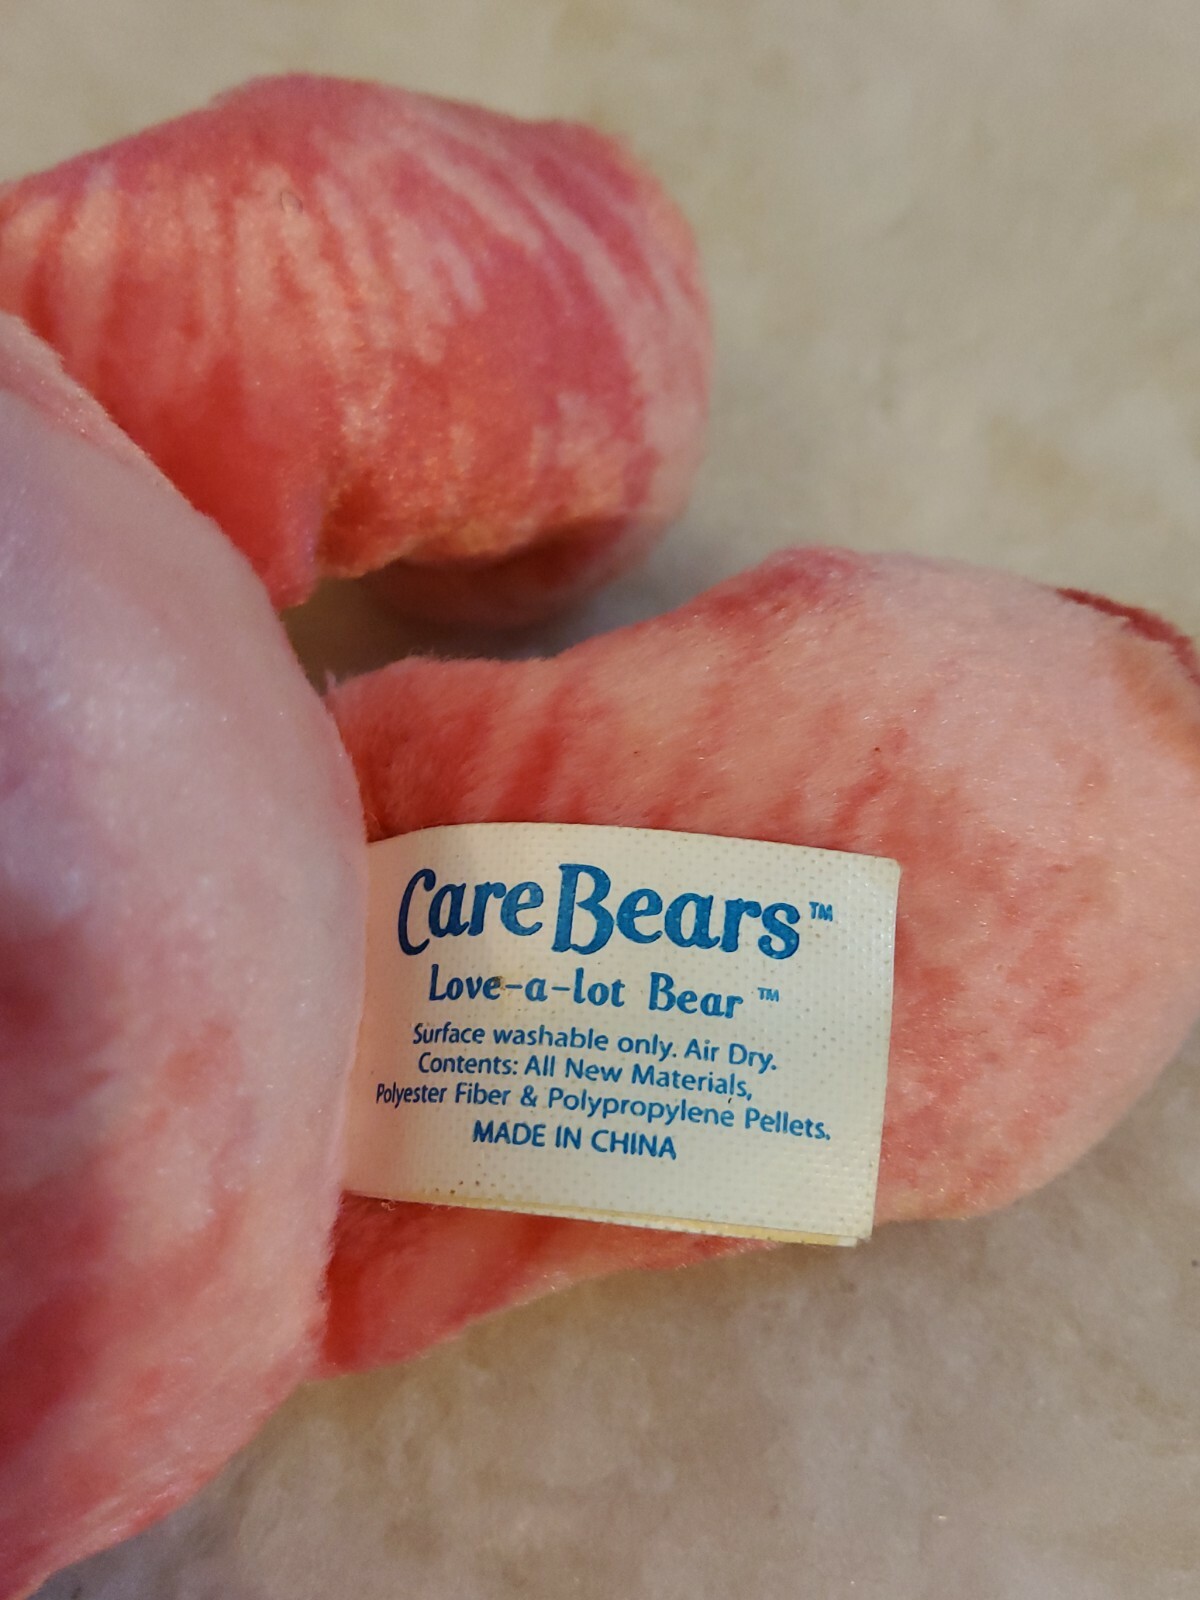 Care Bears™
Love-a-lot Bear™
Surface washable only. Air Dry.
Contents: All New Materials,
Polyester Fiber & Polypropylene Pellets.
MADE IN CHINA